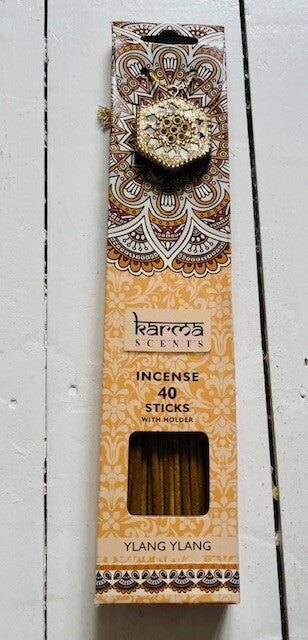 karma
SCENTS
INCENSE
40
STICKS
WITH HOLDER
YLANG YLANG